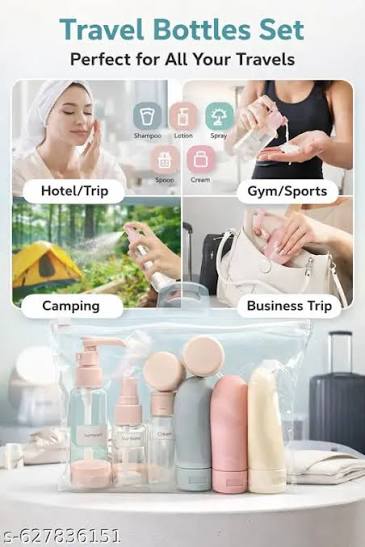 Travel Bottles Set
Perfect for All Your Travels
Shampoo
Lotion
Spray
Spoon
Cream
Hotel/Trip
Gym/Sports
Camping
Business Trip
Cream
s-627836151